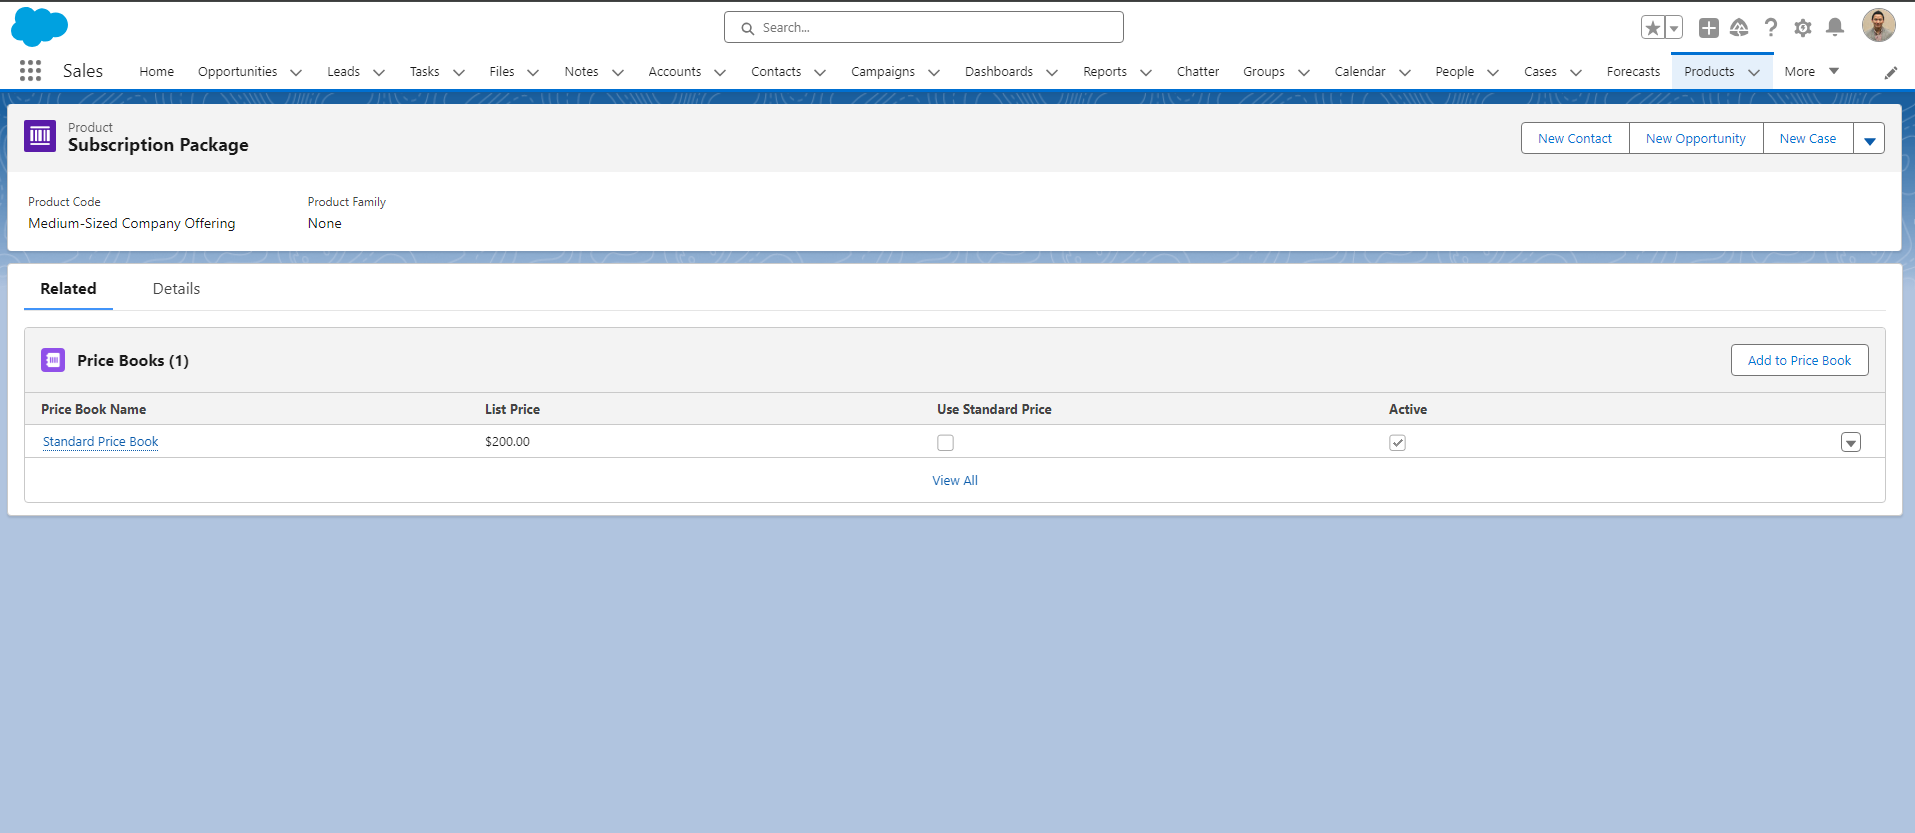 Search...
Sales Home Opportunities Leads Tasks Files Notes Accounts Contacts Campaigns Dashboards Reports Chatter Groups Calendar People Cases Forecasts Products More
Product
Subscription Package
New Contact New Opportunity New Case
Product Code Product Family
Medium-Sized Company Offering None
Related Details
Price Books (1) Add to Price Book
Price Book Name List Price Use Standard Price Active
Standard Price Book $200.00
View All